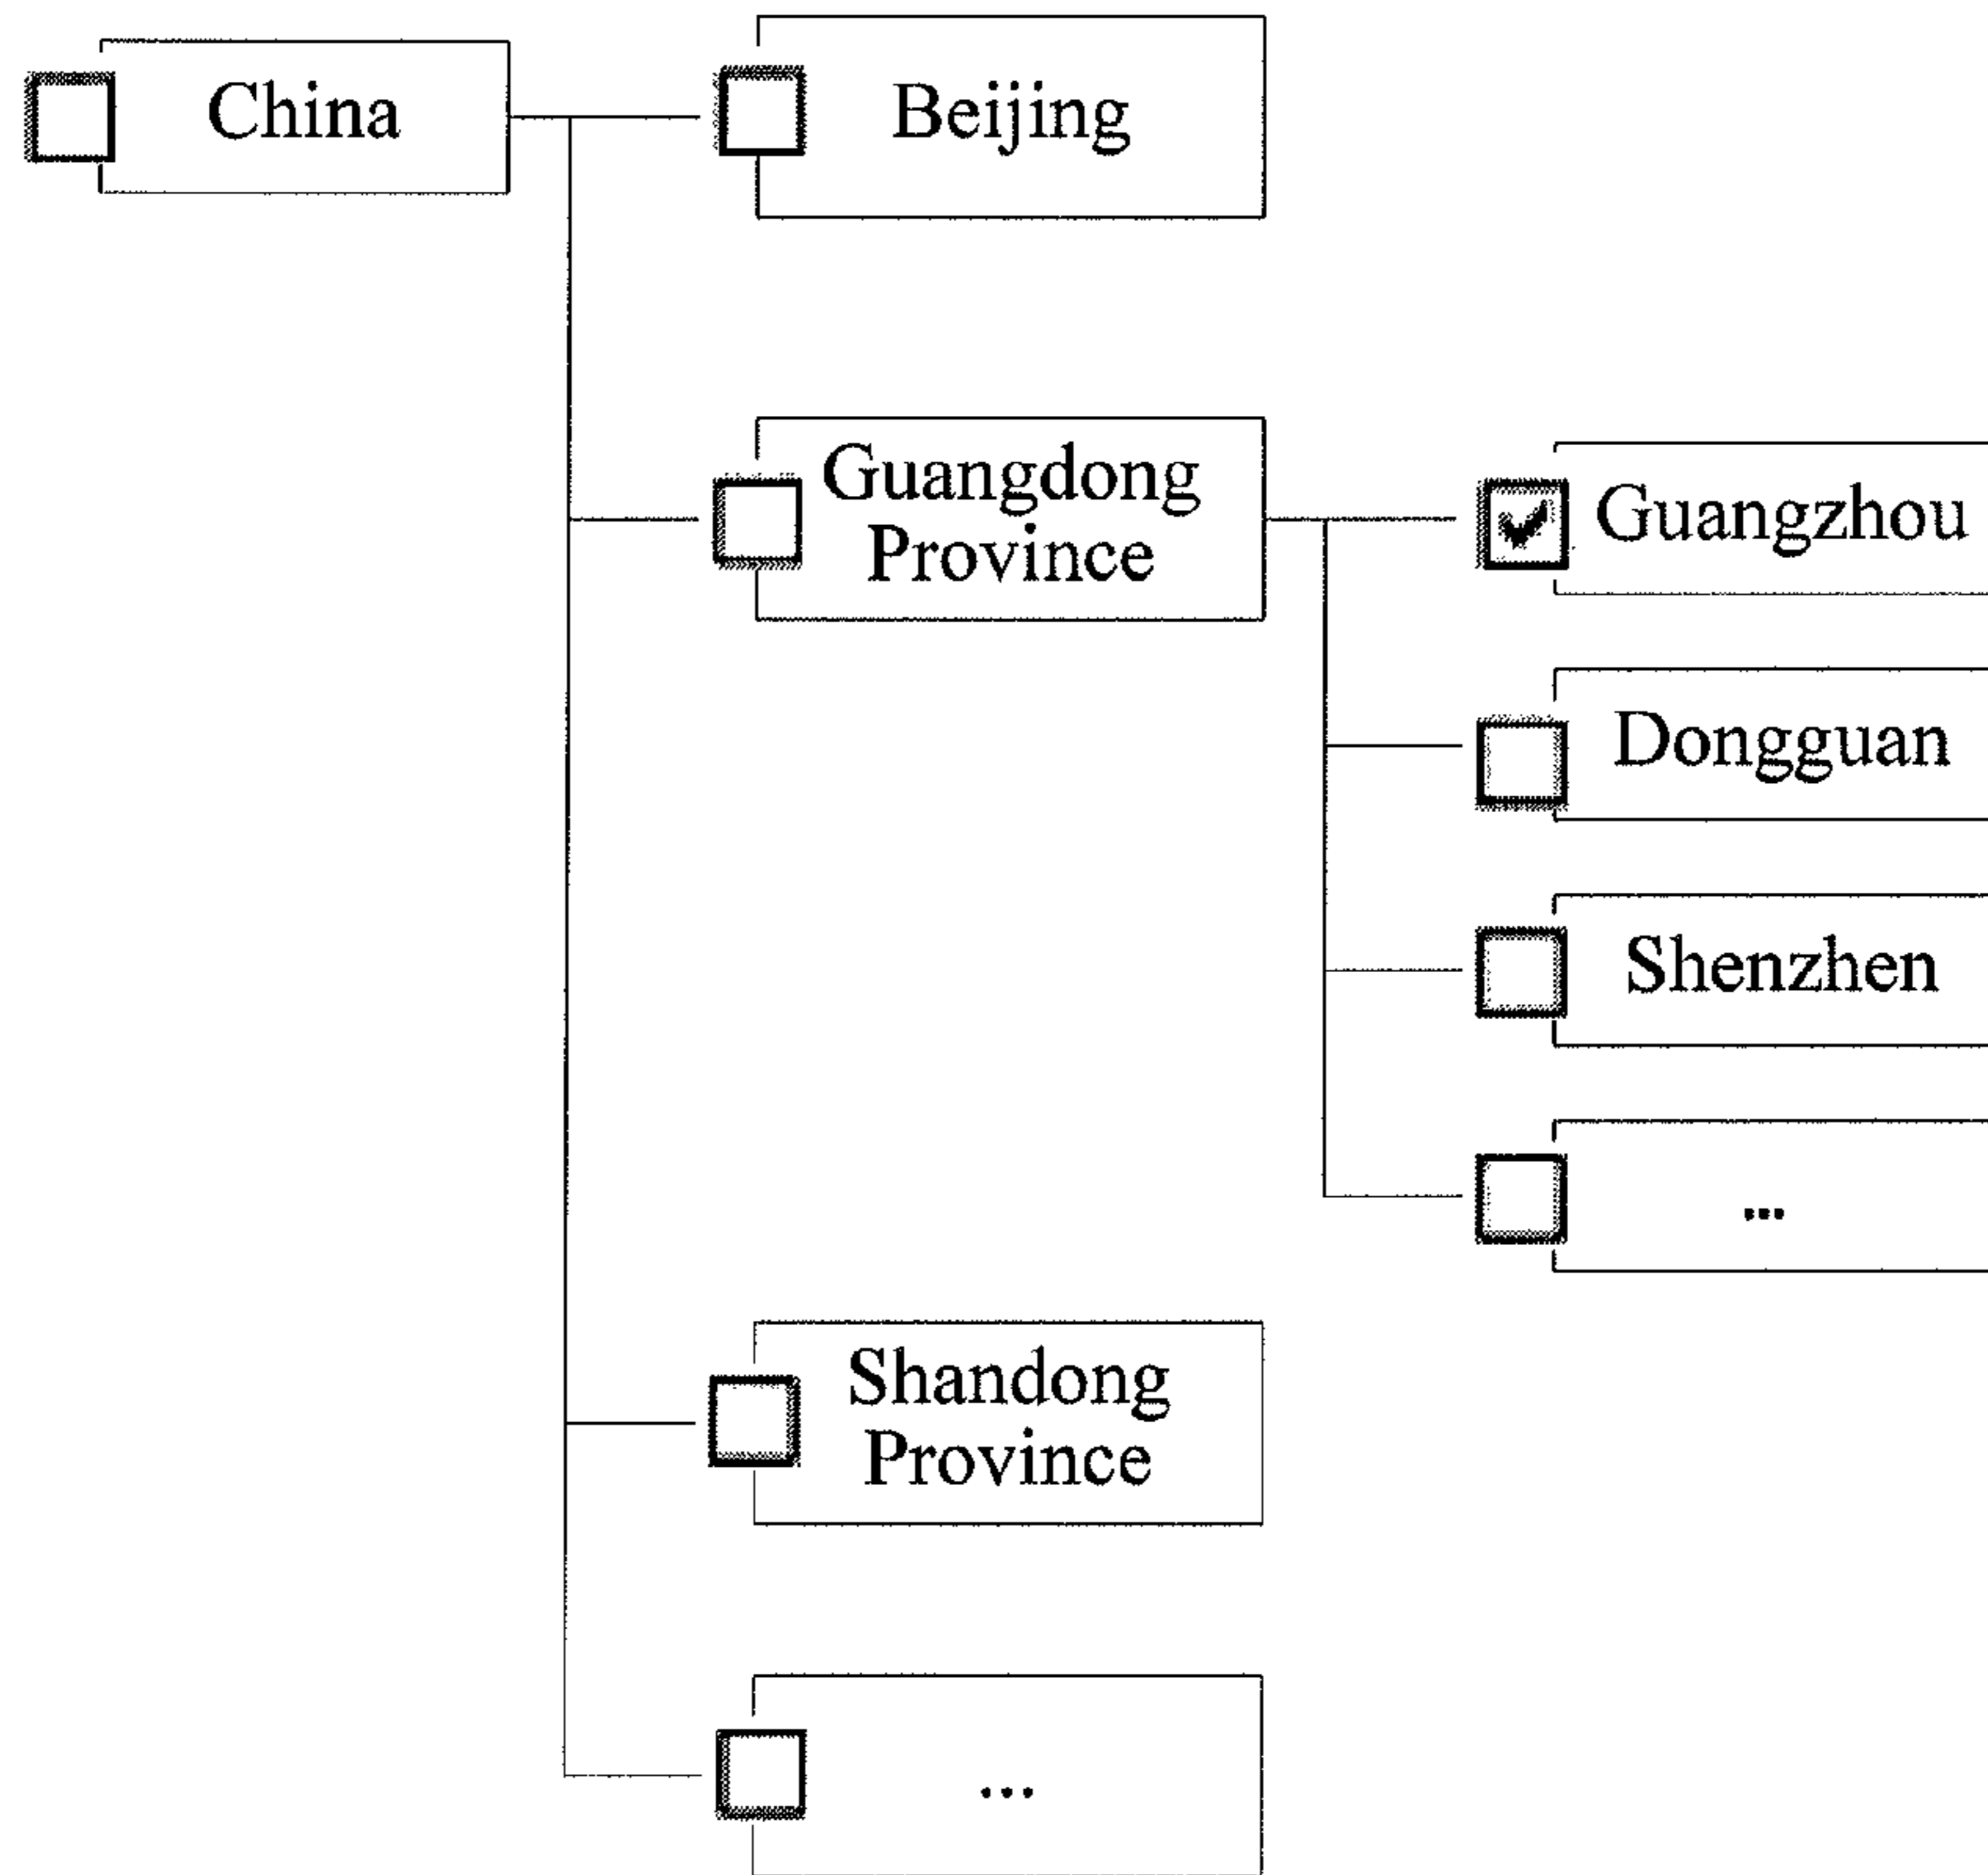 China
Beijing
Guangdong
Province
Guangzhou
Dongguan
Shenzhen
...
Shandong
Province
...